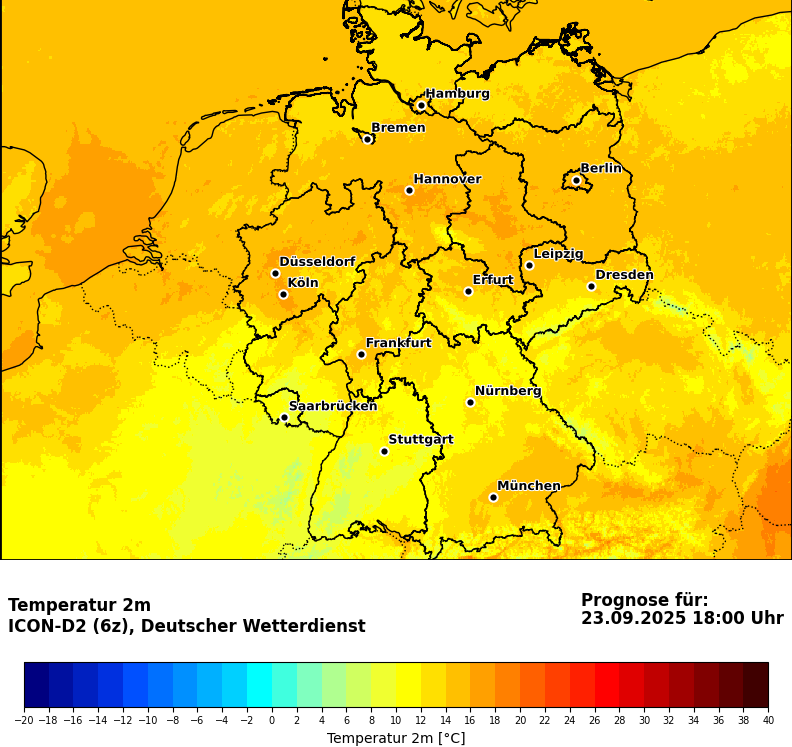 Hamburg
Bremen
Berlin
Hannover
Leipzig
Düsseldorf
Dresden
Köln
Erfurt
Frankfurt
Nürnberg
Saarbrücken
Stuttgart
München
Temperatur 2m
ICON-D2 (6z), Deutscher Wetterdienst
Prognose für:
23.09.2025 18:00 Uhr
−20 −18 −16 −14 −12 −10 −8 −6 −4 −2 0 2 4 6 8 10 12 14 16 18 20 22 24 26 28 30 32 34 36 38 40
Temperatur 2m [°C]